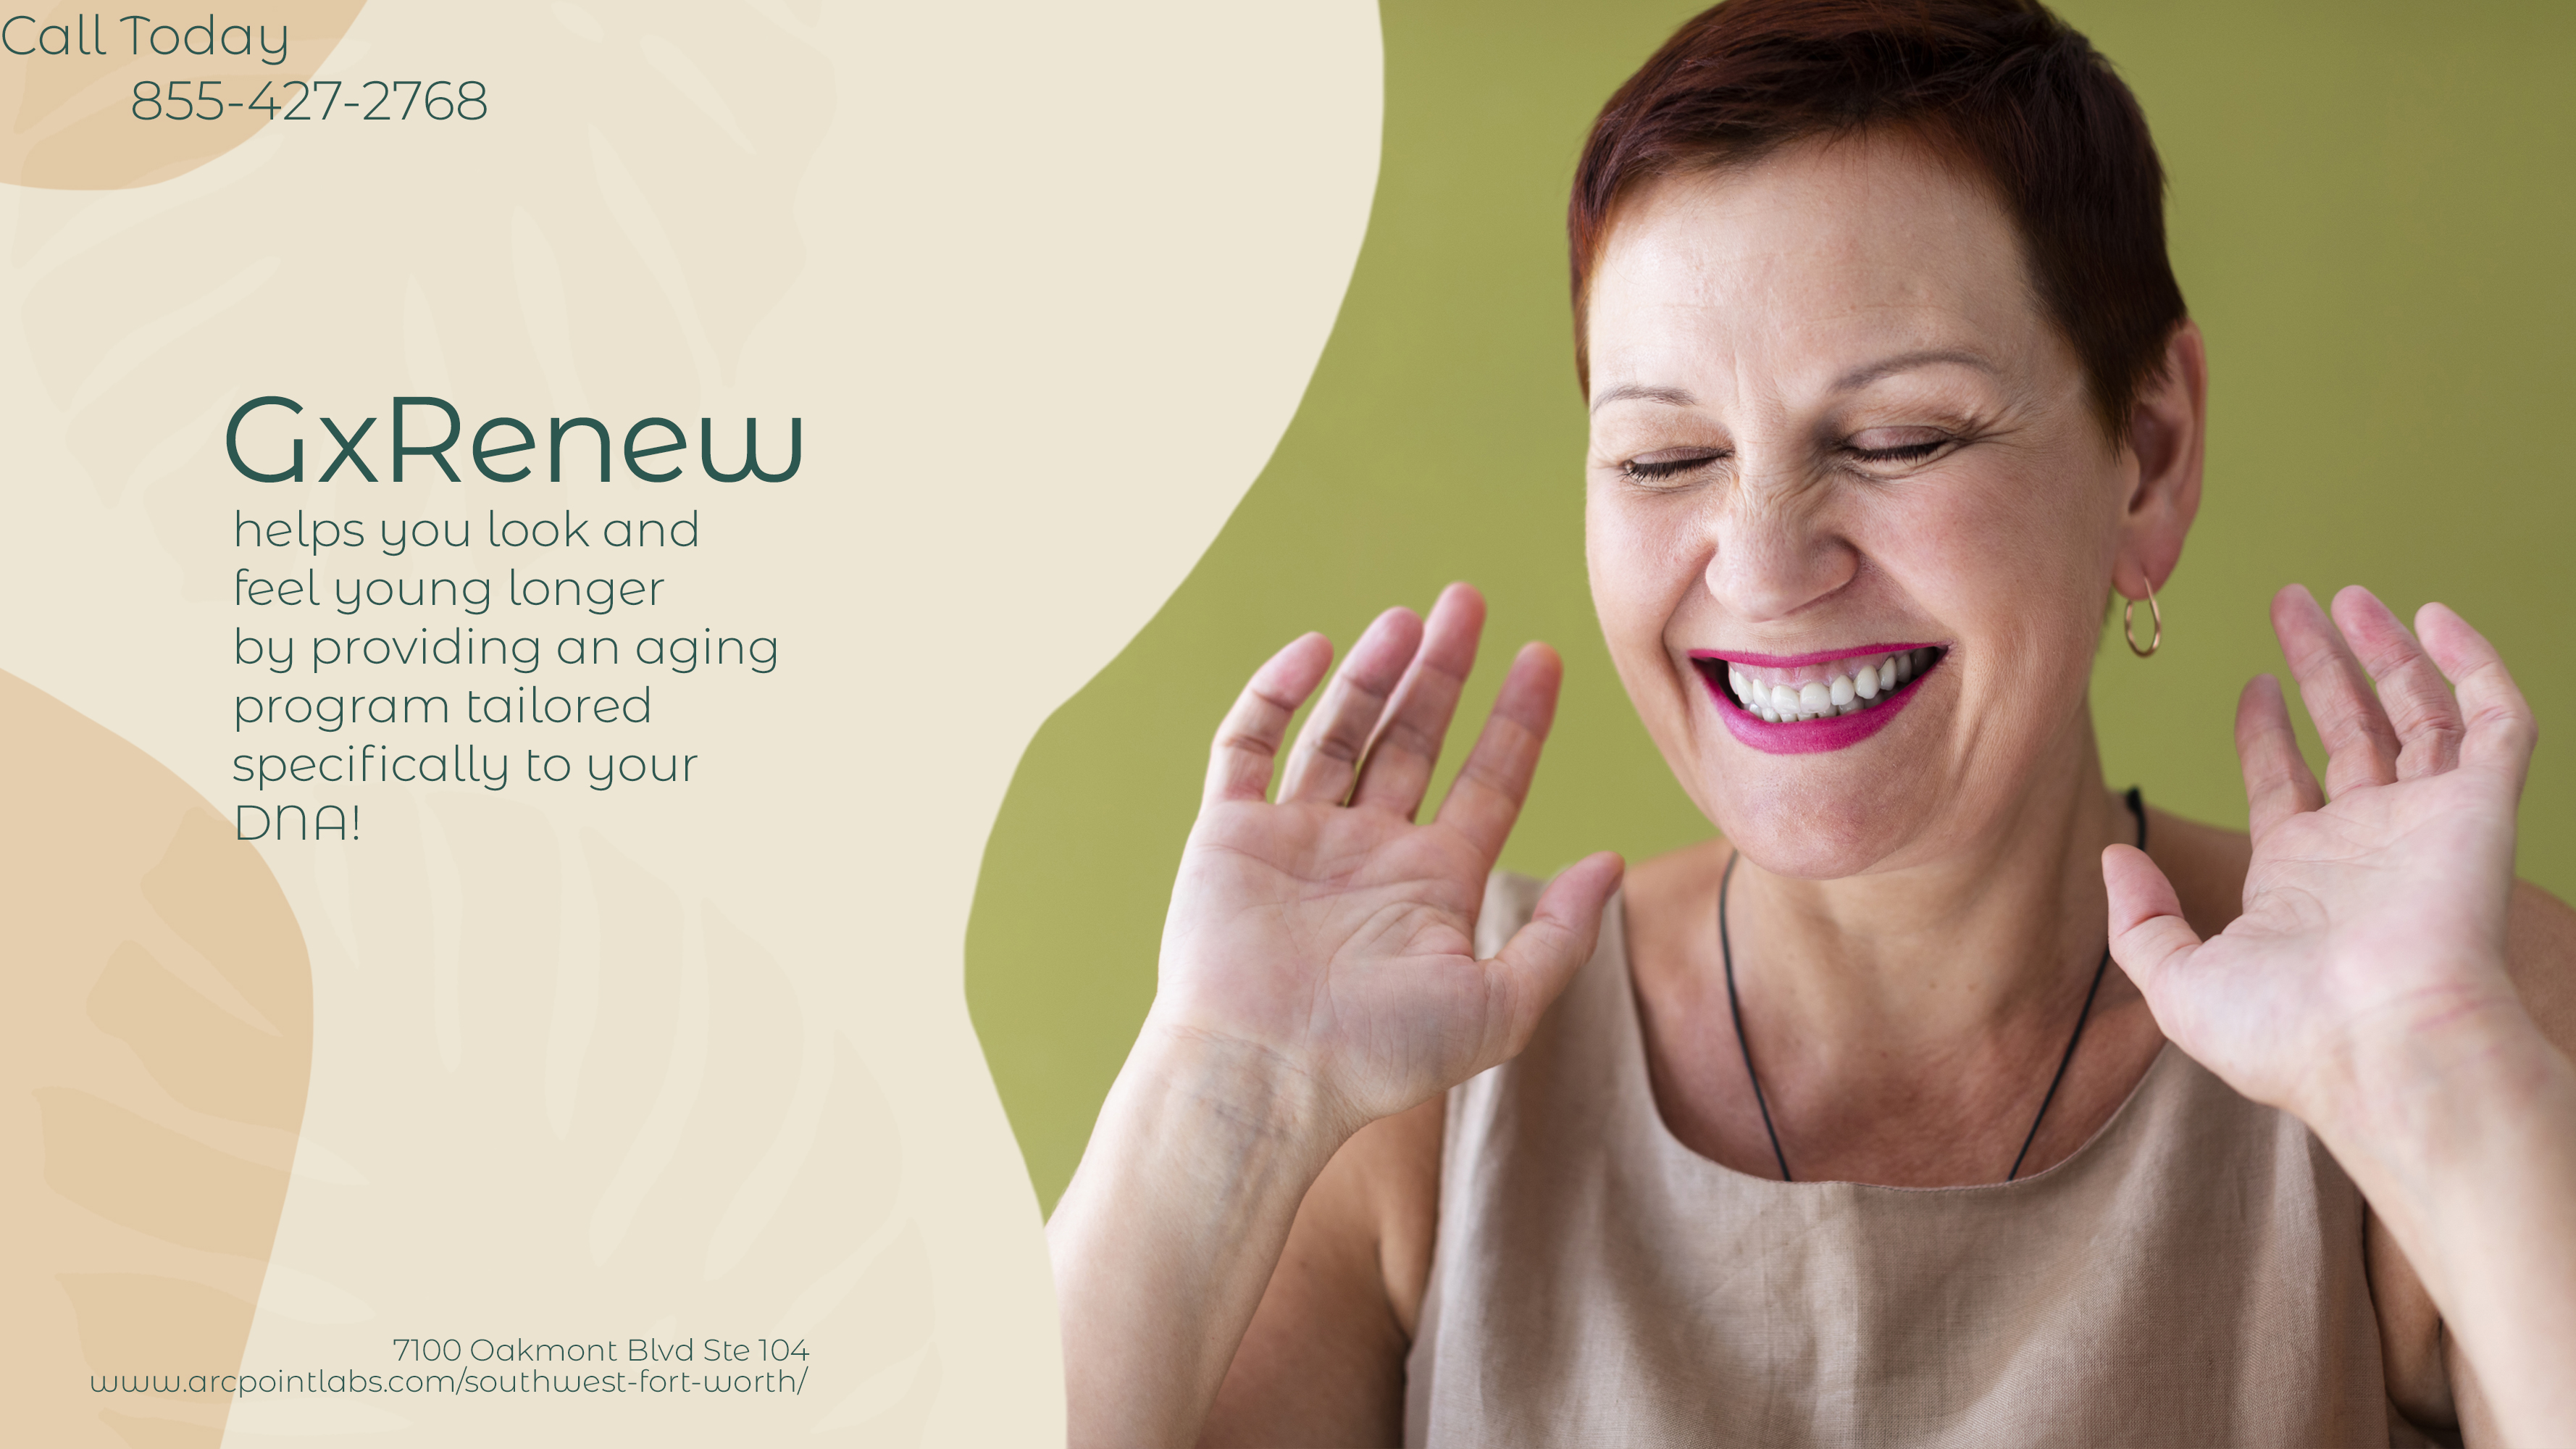 Call Today
855-427-2768
GxRenew
helps you look and
feel young longer
by providing an aging
program tailored
specifically to your
DNA!
7100 Oakmont Blvd Ste 104
www.arcpointlabs.com/southwest-fort-worth/